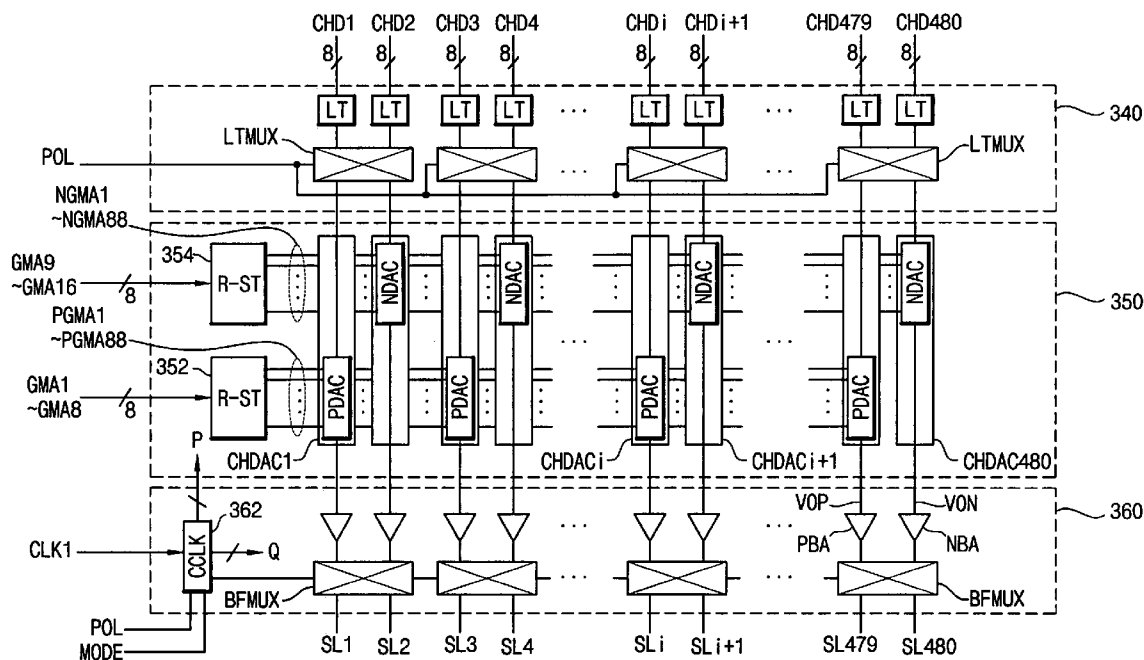 CHD1 CHD2 CHD3 CHD4 CHDi CHDi+1 CHD479 CHD480
8 8 8 8 8 8 8 8
LT LT LT LT ... LT LT ... LT LT
340
LTMUX
LTMUX
POL
... ...
NGMA1
~NGMA88
354
GMA9
~GMA16
8
R-ST
NDAC NDAC NDAC NDAC
350
PGMA1
~PGMA88
... ...
352
GMA1
~GMA8
8
R-ST
PDAC PDAC PDAC PDAC
P
CHDAC1 CHDACi CHDACi+1 CHDAC480
362
VOP VON
360
... ...
CLK1
CCLK
Q
PBA NBA
BFMUX
... ...
BFMUX
POL
MODE
SL1 SL2 SL3 SL4 SLi SLi+1 SL479 SL480